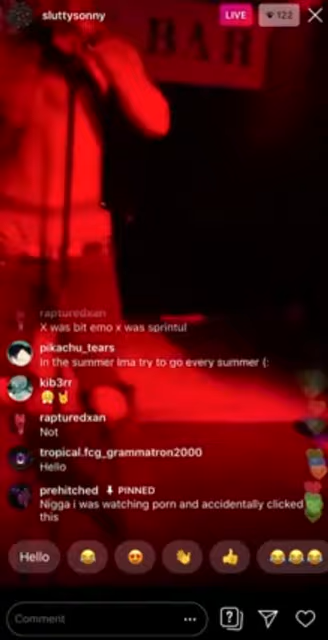 sluttysonny
LIVE
122
BAR
rapturedxan
X was bit emo x was sprintul
pikachu_tears
In the summer Ima try to go every summer (:
kib3rr
😤🤘
rapturedxan
Not
tropical.fcg_grammatron2000
Hello
prehitched PINNED
Nigga i was watching porn and accidentally clicked
this
Hello 😂 😍 👋 👍 😂😂😂
Comment